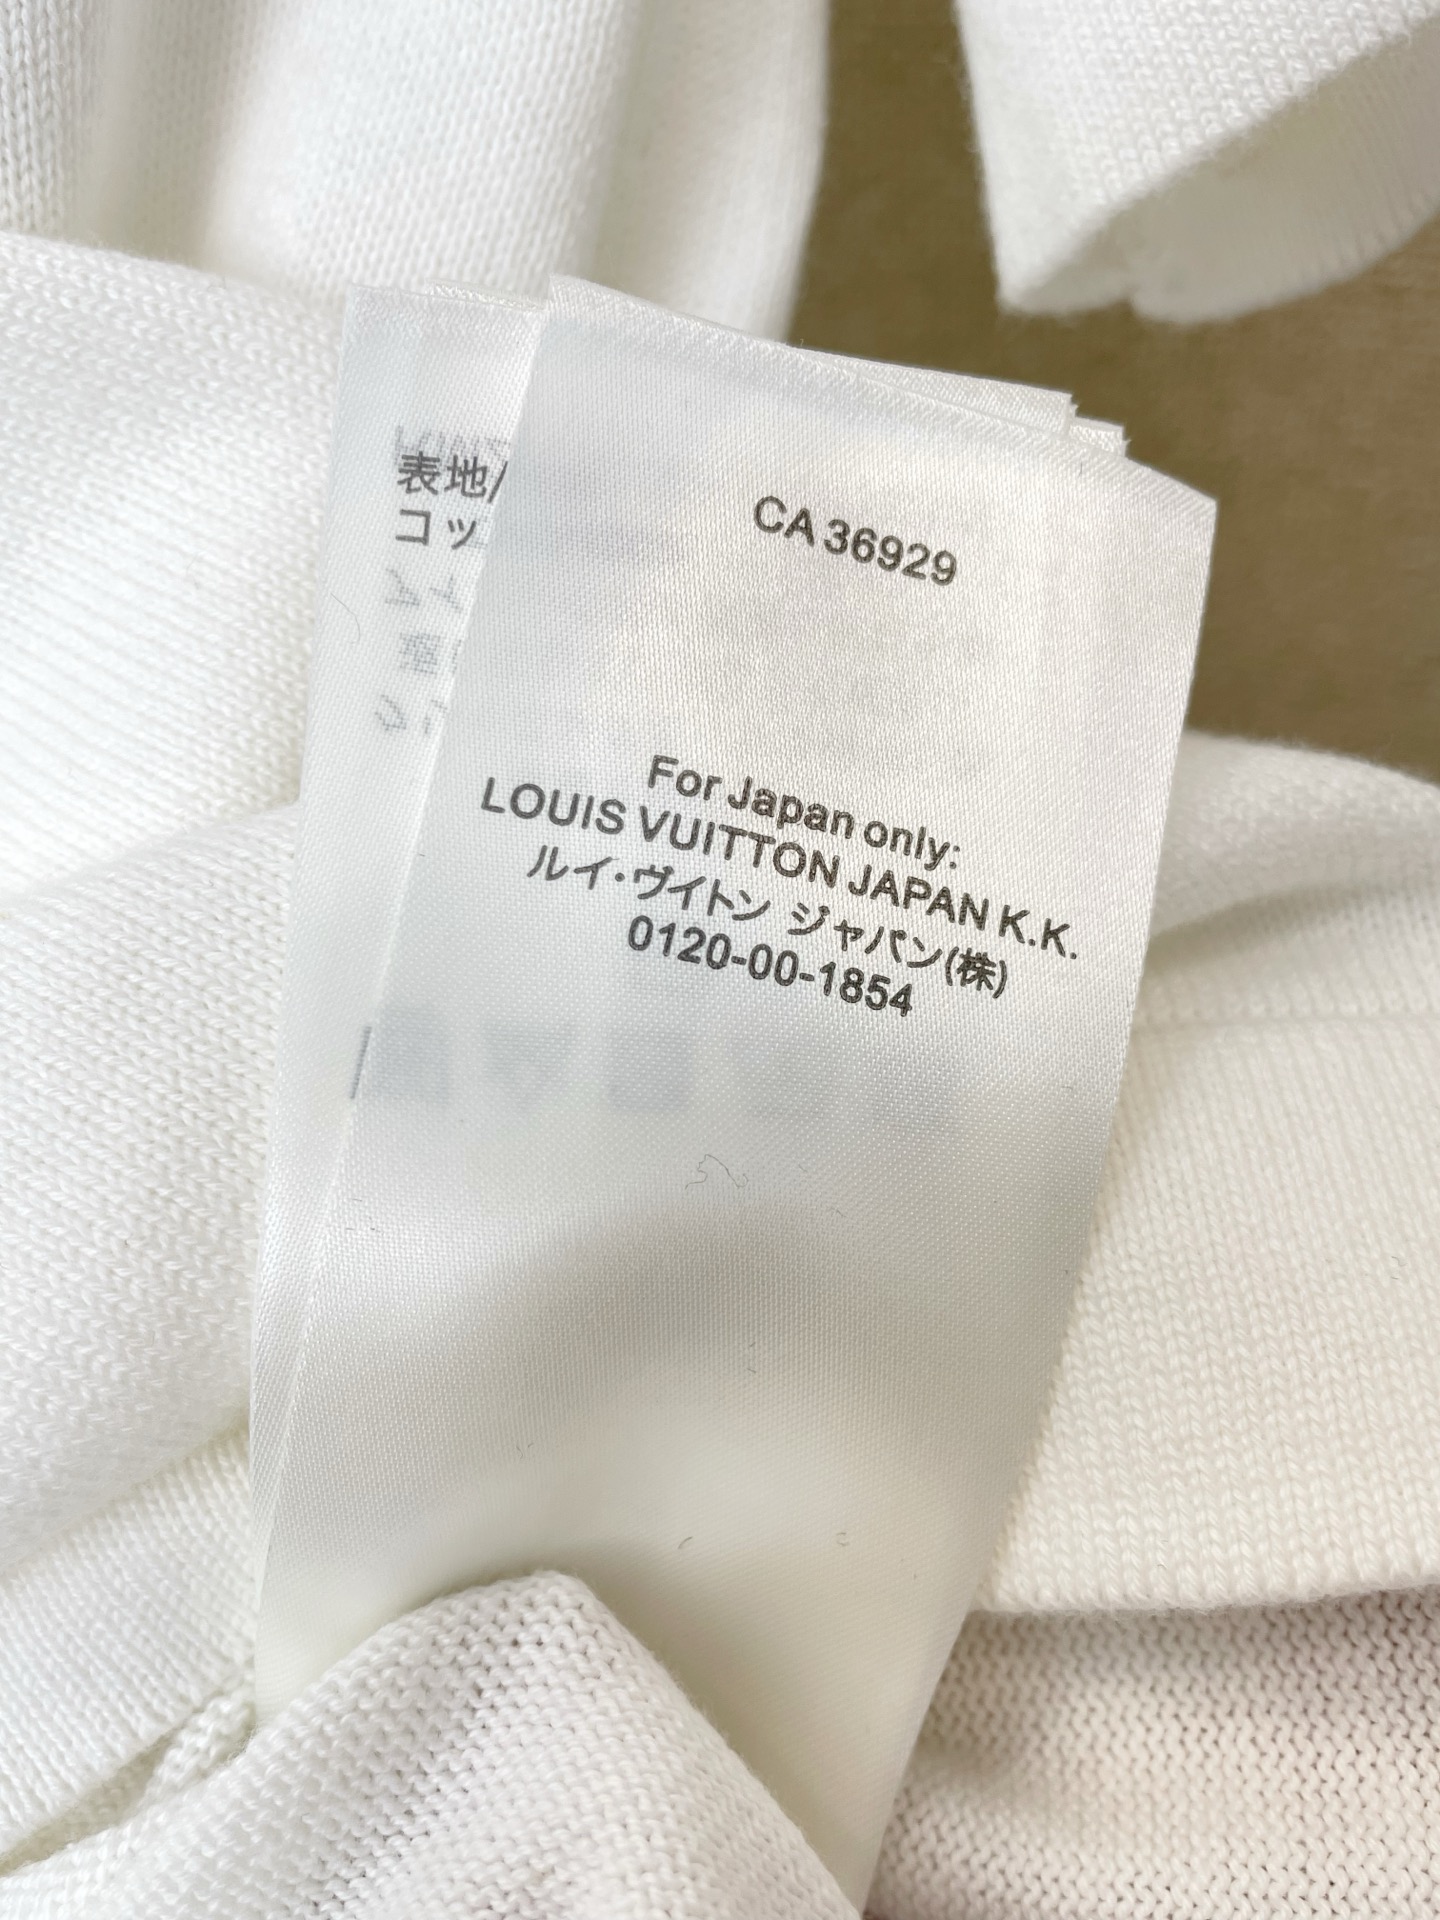 表地/
コッ
CA 36929
For Japan only:
LOUIS VUITTON JAPAN K.K.
ルイ・ヴィトン ジャパン(株)
0120-00-1854